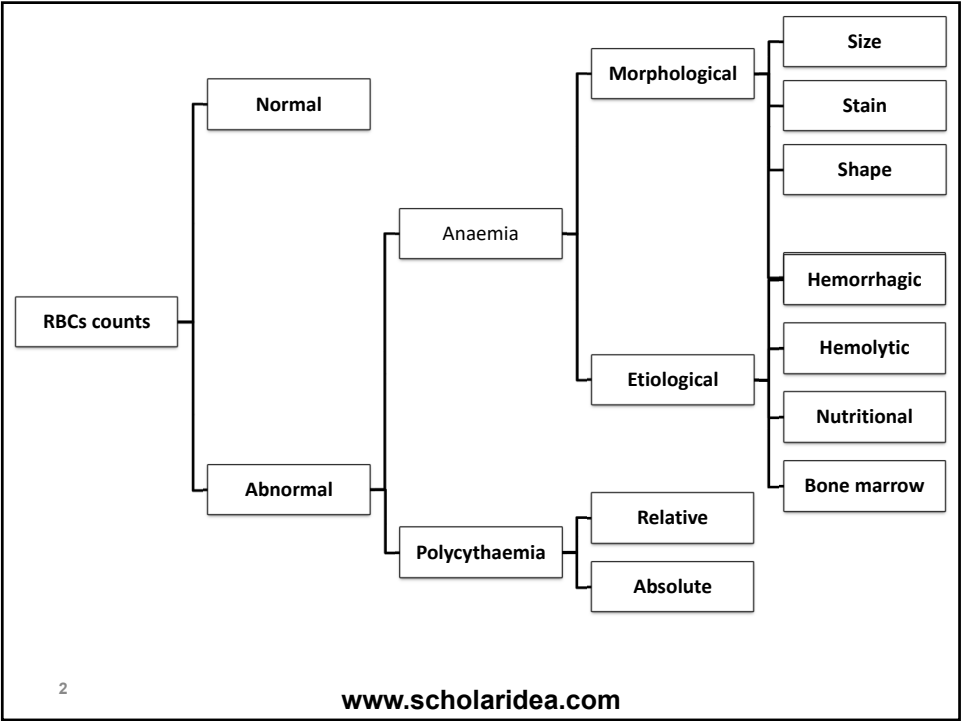 RBCs counts
Normal
Abnormal
Anaemia
Polycythaemia
Morphological
Etiological
Relative
Absolute
Size
Stain
Shape
Hemorrhagic
Hemolytic
Nutritional
Bone marrow
2
www.scholaridea.com